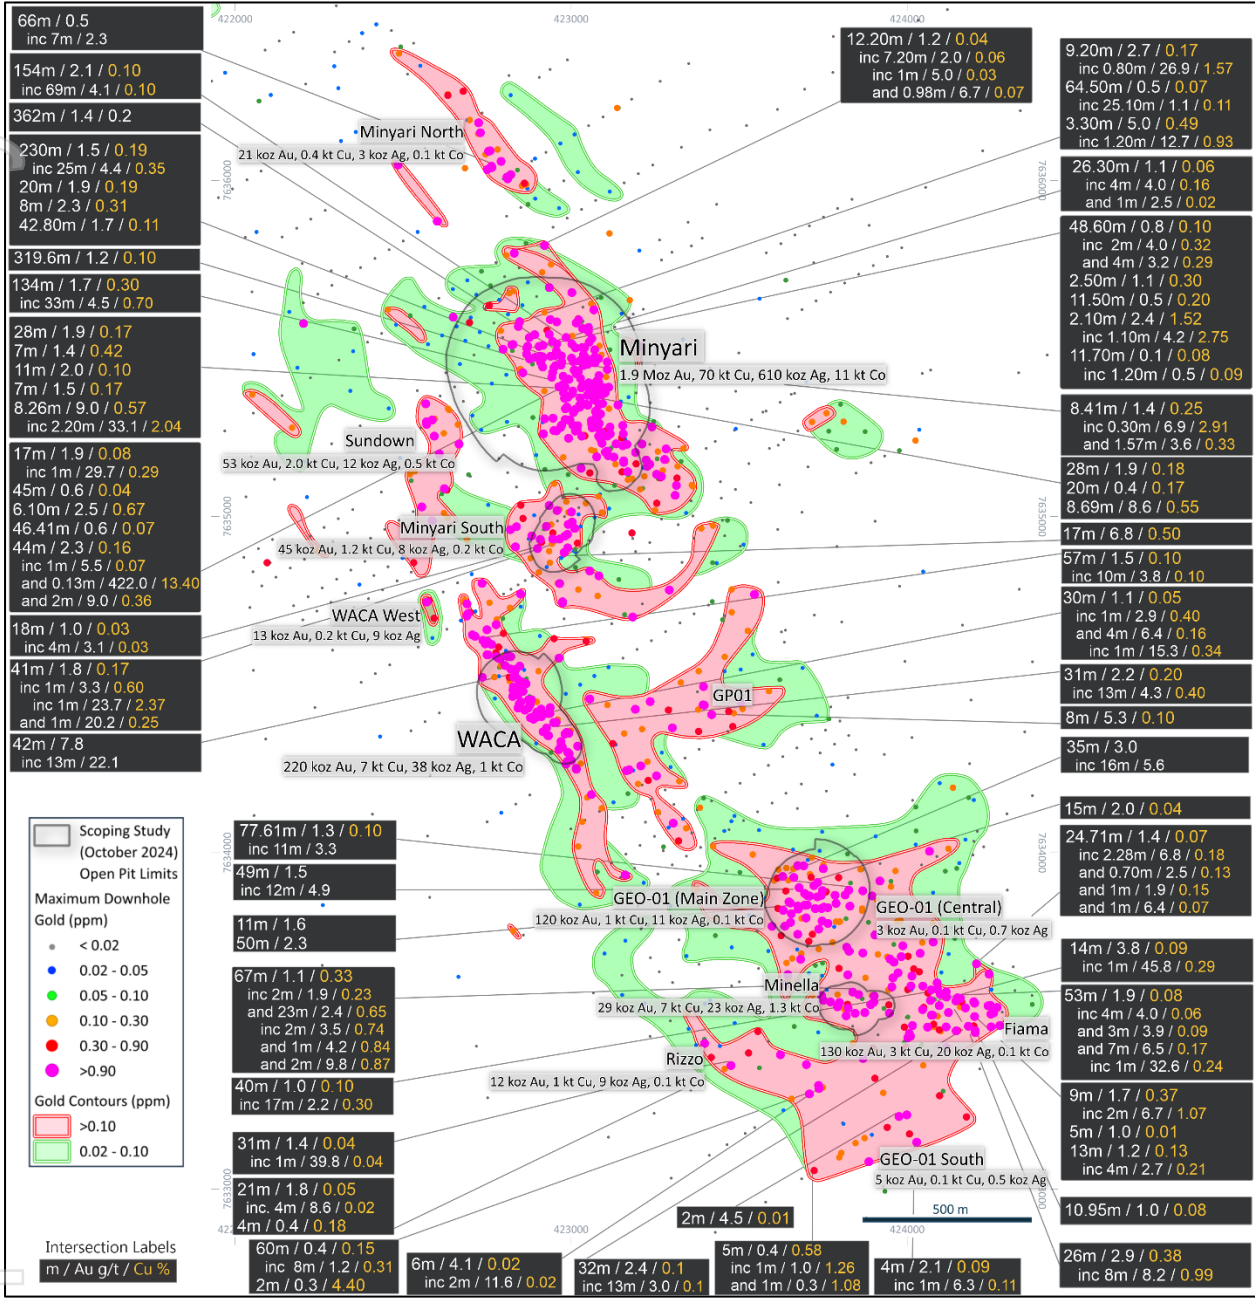 422000
423000
424000
66m / 0.5
inc 7m / 2.3
154m / 2.1 / 0.10
inc 69m / 4.1 / 0.10
362m / 1.4 / 0.2
230m / 1.5 / 0.19
inc 25m / 4.4 / 0.35
20m / 1.9 / 0.19
8m / 2.3 / 0.31
42.80m / 1.7 / 0.11
319.6m / 1.2 / 0.10
134m / 1.7 / 0.30
inc 33m / 4.5 / 0.70
28m / 1.9 / 0.17
7m / 1.4 / 0.42
11m / 2.0 / 0.10
7m / 1.5 / 0.17
8.26m / 9.0 / 0.57
inc 2.20m / 33.1 / 2.04
17m / 1.9 / 0.08
inc 1m / 29.7 / 0.29
45m / 0.6 / 0.04
6.10m / 2.5 / 0.67
46.41m / 0.6 / 0.07
44m / 2.3 / 0.16
inc 1m / 5.5 / 0.07
and 0.13m / 422.0 / 13.40
and 2m / 9.0 / 0.36
18m / 1.0 / 0.03
inc 4m / 3.1 / 0.03
41m / 1.8 / 0.17
inc 1m / 3.3 / 0.60
inc 1m / 23.7 / 2.37
and 1m / 20.2 / 0.25
42m / 7.8
inc 13m / 22.1
12.20m / 1.2 / 0.04
inc 7.20m / 2.0 / 0.06
inc 1m / 5.0 / 0.03
and 0.98m / 6.7 / 0.07
9.20m / 2.7 / 0.17
inc 0.80m / 26.9 / 1.57
64.50m / 0.5 / 0.07
inc 25.10m / 1.1 / 0.11
3.30m / 5.0 / 0.49
inc 1.20m / 12.7 / 0.93
26.30m / 1.1 / 0.06
inc 4m / 4.0 / 0.16
and 1m / 2.5 / 0.02
48.60m / 0.8 / 0.10
inc 2m / 4.0 / 0.32
and 4m / 3.2 / 0.29
2.50m / 1.1 / 0.30
11.50m / 0.5 / 0.20
2.10m / 2.4 / 1.52
inc 1.10m / 4.2 / 2.75
11.70m / 0.1 / 0.08
inc 1.20m / 0.5 / 0.09
8.41m / 1.4 / 0.25
inc 0.30m / 6.9 / 2.91
and 1.57m / 3.6 / 0.33
28m / 1.9 / 0.18
20m / 0.4 / 0.17
8.69m / 8.6 / 0.55
17m / 6.8 / 0.50
57m / 1.5 / 0.10
inc 10m / 3.8 / 0.10
30m / 1.1 / 0.05
inc 1m / 2.9 / 0.40
and 4m / 6.4 / 0.16
inc 1m / 15.3 / 0.34
31m / 2.2 / 0.20
inc 13m / 4.3 / 0.40
8m / 5.3 / 0.10
35m / 3.0
inc 16m / 5.6
15m / 2.0 / 0.04
24.71m / 1.4 / 0.07
inc 2.28m / 6.8 / 0.18
and 0.70m / 2.5 / 0.13
and 1m / 1.9 / 0.15
and 1m / 6.4 / 0.07
14m / 3.8 / 0.09
inc 1m / 45.8 / 0.29
53m / 1.9 / 0.08
inc 4m / 4.0 / 0.06
and 3m / 3.9 / 0.09
and 7m / 6.5 / 0.17
inc 1m / 32.6 / 0.24
9m / 1.7 / 0.37
inc 2m / 6.7 / 1.07
5m / 1.0 / 0.01
13m / 1.2 / 0.13
inc 4m / 2.7 / 0.21
10.95m / 1.0 / 0.08
26m / 2.9 / 0.38
inc 8m / 8.2 / 0.99
7636000
7636000
7635000
7635000
7634000
7634000
7633000
Minyari North
21 koz Au, 0.4 kt Cu, 3 koz Ag, 0.1 kt Co
Minyari
1.9 Moz Au, 70 kt Cu, 610 koz Ag, 11 kt Co
Sundown
53 koz Au, 2.0 kt Cu, 12 koz Ag, 0.5 kt Co
Minyari South
45 koz Au, 1.2 kt Cu, 8 koz Ag, 0.2 kt Co
WACA West
13 koz Au, 0.2 kt Cu, 9 koz Ag
GP01
WACA
220 koz Au, 7 kt Cu, 38 koz Ag, 1 kt Co
GEO-01 (Main Zone)
120 koz Au, 1 kt Cu, 11 koz Ag, 0.1 kt Co
GEO-01 (Central)
3 koz Au, 0.1 kt Cu, 0.7 koz Ag
Minella
29 koz Au, 7 kt Cu, 23 koz Ag, 1.3 kt Co
Fiama
130 koz Au, 3 kt Cu, 20 koz Ag, 0.1 kt Co
Rizzo
12 koz Au, 1 kt Cu, 9 koz Ag, 0.1 kt Co
GEO-01 South
5 koz Au, 0.1 kt Cu, 0.5 koz Ag
Scoping Study
(October 2024)
Open Pit Limits
Maximum Downhole
Gold (ppm)
< 0.02
0.02 - 0.05
0.05 - 0.10
0.10 - 0.30
0.30 - 0.90
>0.90
Gold Contours (ppm)
>0.10
0.02 - 0.10
Intersection Labels
m / Au g/t / Cu %
77.61m / 1.3 / 0.10
inc 11m / 3.3
49m / 1.5
inc 12m / 4.9
11m / 1.6
50m / 2.3
67m / 1.1 / 0.33
inc 2m / 1.9 / 0.23
and 23m / 2.4 / 0.65
inc 2m / 3.5 / 0.74
and 1m / 4.2 / 0.84
and 2m / 9.8 / 0.87
40m / 1.0 / 0.10
inc 17m / 2.2 / 0.30
31m / 1.4 / 0.04
inc 1m / 39.8 / 0.04
21m / 1.8 / 0.05
inc. 4m / 8.6 / 0.02
4m / 0.4 / 0.18
60m / 0.4 / 0.15
inc 8m / 1.2 / 0.31
2m / 0.3 / 4.40
6m / 4.1 / 0.02
inc 2m / 11.6 / 0.02
32m / 2.4 / 0.1
inc 13m / 3.0 / 0.1
2m / 4.5 / 0.01
5m / 0.4 / 0.58
inc 1m / 1.0 / 1.26
and 1m / 0.3 / 1.08
4m / 2.1 / 0.09
inc 1m / 6.3 / 0.11
500 m
423000
424000